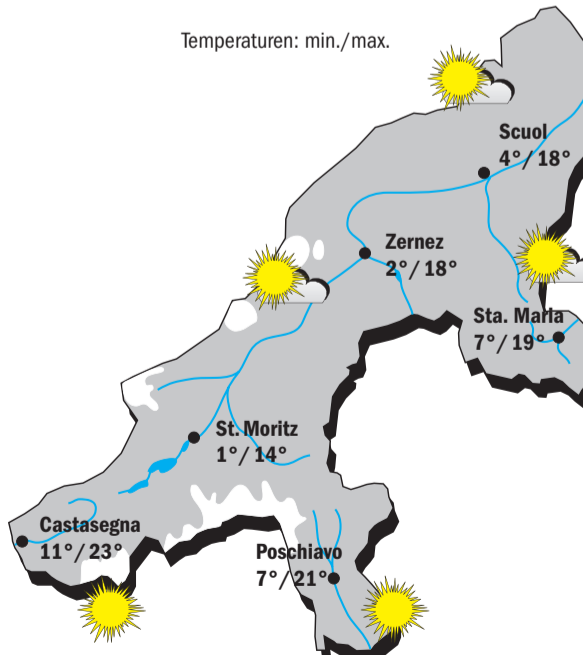 Temperaturen: min./max.
Scuol
4°/18°
Zernez
2°/18°
Sta. Maria
7°/19°
St. Moritz
1°/14°
Castasegna
11°/23°
Poschiavo
7°/21°